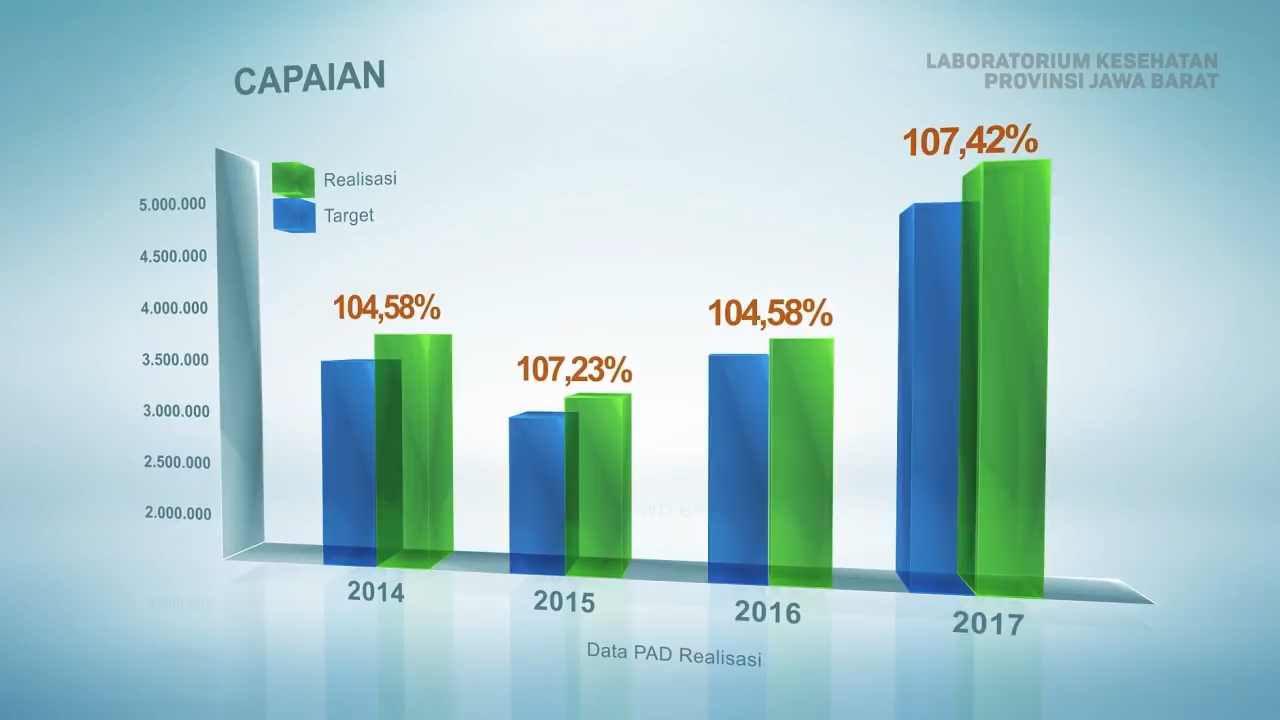 CAPAIAN
LABORATORIUM KESEHATAN
PROVINSI JAWA BARAT
Realisasi
Target
5.000.000
4.500.000
4.000.000
3.500.000
3.000.000
2.500.000
2.000.000
104,58%
107,23%
104,58%
107,42%
2014
2015
2016
2017
Data PAD Realisasi